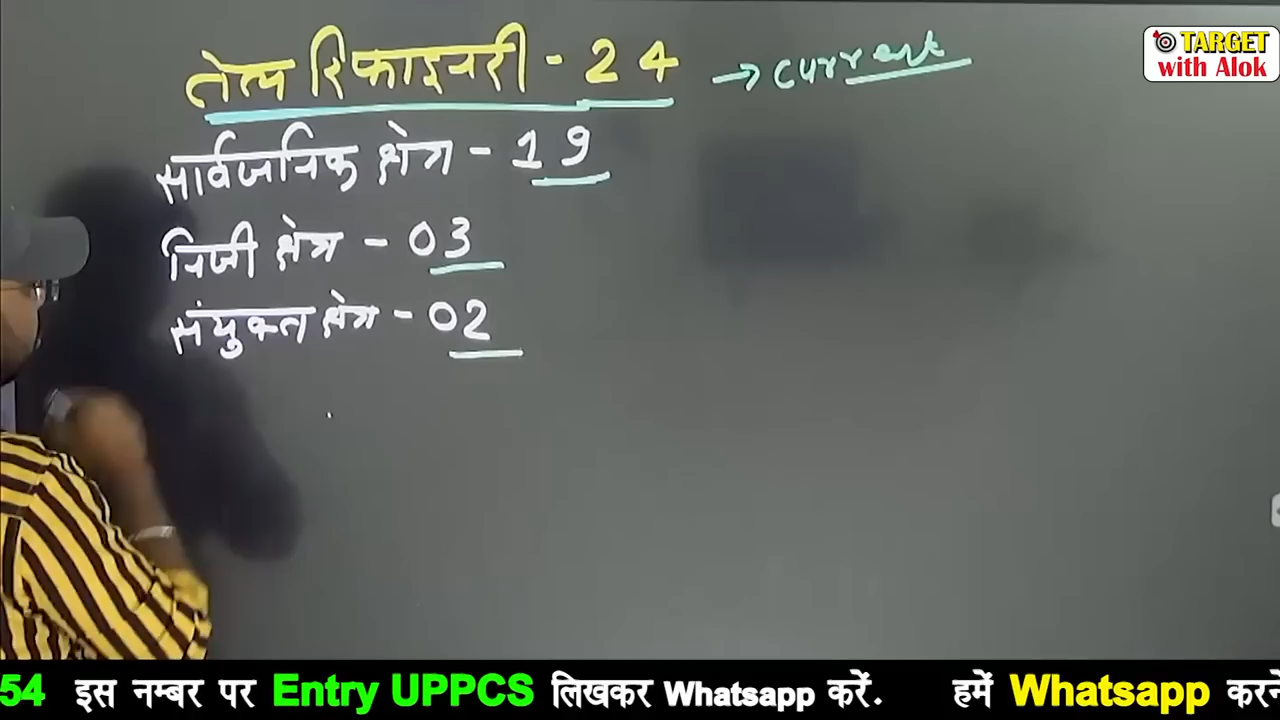 तेल रिफाइनरी - 24 → current
सार्वजनिक क्षेत्र - 19
निजी क्षेत्र - 03
संयुक्त क्षेत्र - 02
TARGET
with Alok
54 इस नम्बर पर Entry UPPCS लिखकर Whatsapp करें. हमें Whatsapp करने